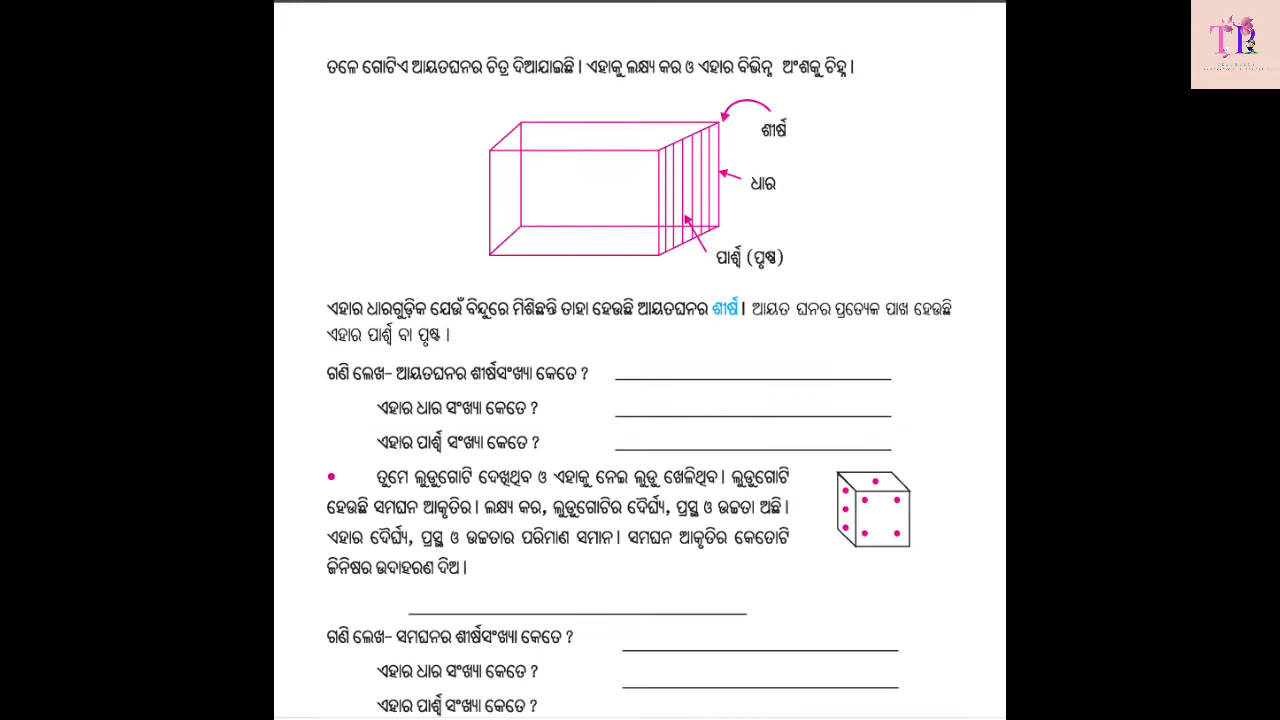 ତଳେ ଗୋଟିଏ ଆୟତଘନର ଚିତ୍ର ଦିଆଯାଇଛି। ଏହାକୁ ଲକ୍ଷ୍ୟ କର ଓ ଏହାର ବିଭିନ୍ନ ଅଂଶକୁ ଚିହ୍ନ।
TR
ଶୀର୍ଷ
ଧାର
ପାର୍ଶ୍ଵ (ପୃଷ୍ଠ)
ଏହାର ଧାରଗୁଡ଼ିକ ଯେଉଁ ବିନ୍ଦୁରେ ମିଶିଛନ୍ତି ତାହା ହେଉଛି ଆୟତଘନର ଶୀର୍ଷ। ଆୟତ ଘନର ପ୍ରତ୍ୟେକ ପାଖ ହେଉଛି
ଏହାର ପାର୍ଶ୍ଵ ବା ପୃଷ୍ଠ।
ଗଣି ଲେଖ– ଆୟତଘନର ଶୀର୍ଷସଂଖ୍ୟା କେତେ ?
ଏହାର ଧାର ସଂଖ୍ୟା କେତେ ?
ଏହାର ପାର୍ଶ୍ଵ ସଂଖ୍ୟା କେତେ ?
• ତୁମେ ଲୁଡୁଗୋଟି ଦେଖିଥିବ ଓ ଏହାକୁ ନେଇ ଲୁଡୁ ଖେଳିଥିବ। ଲୁଡୁଗୋଟି
ହେଉଛି ସମଘନ ଆକୃତିର। ଲକ୍ଷ୍ୟ କର, ଲୁଡୁଗୋଟିର ଦୈର୍ଘ୍ୟ, ପ୍ରସ୍ଥ ଓ ଉଚ୍ଚତା ଅଛି।
ଏହାର ଦୈର୍ଘ୍ୟ, ପ୍ରସ୍ଥ ଓ ଉଚ୍ଚତାର ପରିମାଣ ସମାନ। ସମଘନ ଆକୃତିର କେତୋଟି
ଜିନିଷର ଉଦାହରଣ ଦିଅ।
ଗଣି ଲେଖ– ସମଘନର ଶୀର୍ଷସଂଖ୍ୟା କେତେ ?
ଏହାର ଧାର ସଂଖ୍ୟା କେତେ ?
ଏହାର ପାର୍ଶ୍ଵ ସଂଖ୍ୟା କେତେ ?